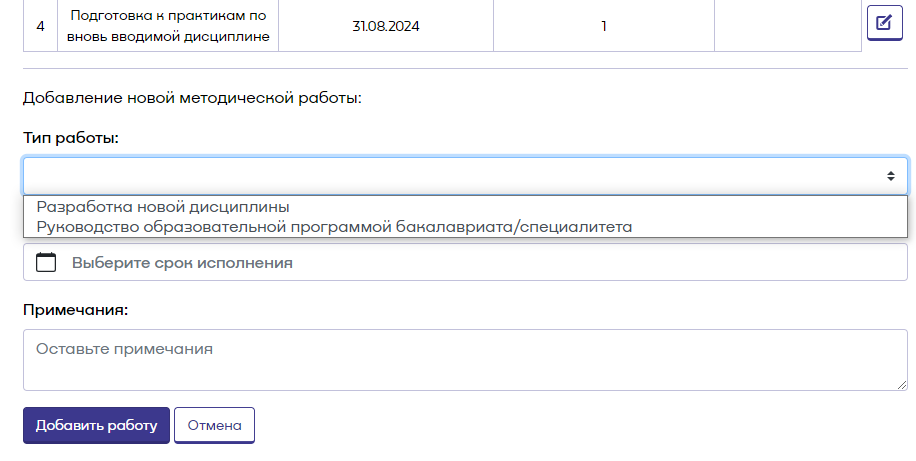 4
Подготовка к практикам по
вновь вводимой дисциплине
31.08.2024
1
Добавление новой методической работы:
Тип работы:
Разработка новой дисциплины
Руководство образовательной программой бакалавриата/специалитета
Выберите срок исполнения
Примечания:
Оставьте примечания
Добавить работу
Отмена